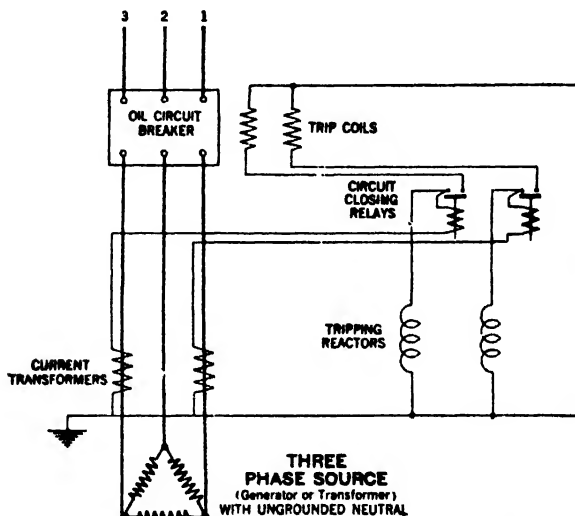 3 2 1
OIL CIRCUIT
BREAKER
TRIP COILS
CIRCUIT
CLOSING
RELAYS
TRIPPING
REACTORS
CURRENT
TRANSFORMERS
THREE
PHASE SOURCE
(Generator or Transformer)
WITH UNGROUNDED NEUTRAL